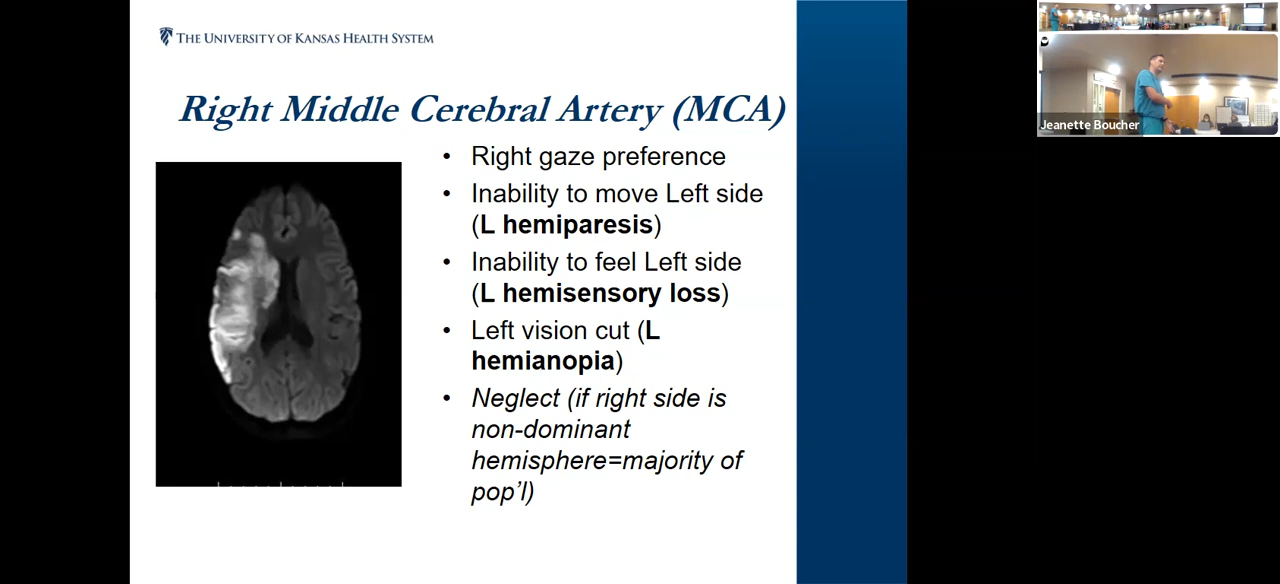 THE UNIVERSITY OF KANSAS HEALTH SYSTEM
Right Middle Cerebral Artery (MCA)
• Right gaze preference
• Inability to move Left side
(L hemiparesis)
• Inability to feel Left side
(L hemisensory loss)
• Left vision cut (L
hemianopia)
• Neglect (if right side is
non-dominant
hemisphere=majority of
pop'l)
Jeanette Boucher